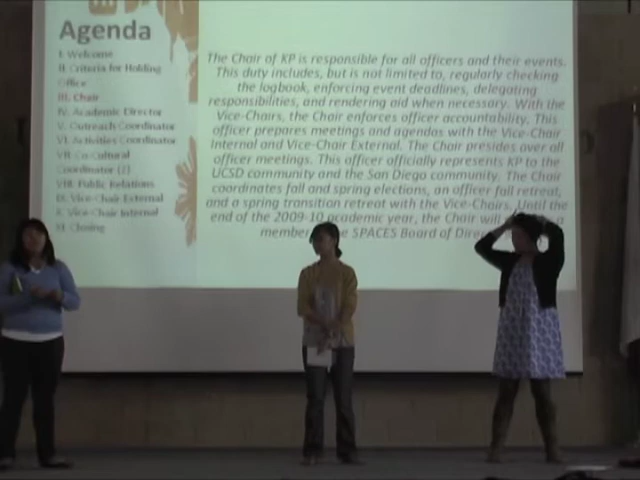 Agenda
I. Welcome
II. Criteria for Holding
Office
III. Chair
IV. Academic Director
V. Outreach Coordinator
VI. Activities Coordinator
VII. Co-Cultural
Coordinator (2)
VIII. Public Relations
IX. Vice-Chair External
X. Vice-Chair Internal
XI. Closing
The Chair of KP is responsible for all officers and their events.
This duty includes, but is not limited to, regularly checking
the logbook, enforcing event deadlines, delegating
responsibilities, and rendering aid when necessary. With the
Vice-Chairs, the Chair enforces officer accountability. This
officer prepares meetings and agendas with the Vice-Chair
Internal and Vice-Chair External. The Chair presides over all
officer meetings. This officer officially represents KP to the
UCSD community and the San Diego community. The Chair
coordinates fall and spring elections, an officer fall retreat,
and a spring transition retreat with the Vice-Chairs. Until the
end of the 2009-10 academic year, the Chair will a
member SPACES Board of